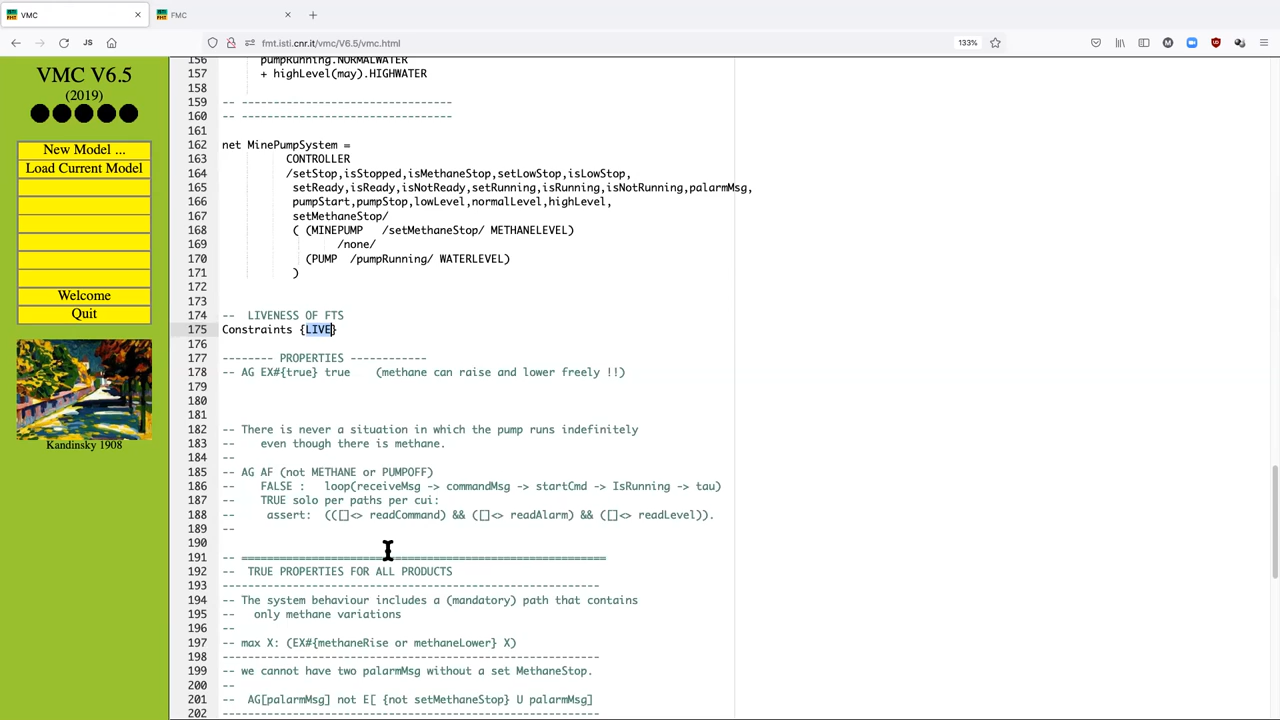 VMC
FMC
JS
fmt.isti.cnr.it/vmc/V6.5/vmc.html
133%
VMC V6.5
(2019)
New Model ...
Load Current Model
Welcome
Quit
Kandinsky 1908
156 pumpRunning.NORMALWATER
157 + highLevel(may).HIGHWATER
158
159 -- ---------------------------------
160 -- ---------------------------------
161
162 net MinePumpSystem =
163 CONTROLLER
164 /setStop,isStopped,isMethaneStop,setLowStop,isLowStop,
165 setReady,isReady,isNotReady,setRunning,isRunning,isNotRunning,palarmMsg,
166 pumpStart,pumpStop,lowLevel,normalLevel,highLevel,
167 setMethaneStop/
168 ( (MINEPUMP /setMethaneStop/ METHANELEVEL)
169 /none/
170 (PUMP /pumpRunning/ WATERLEVEL)
171 )
172
173
174 -- LIVENESS OF FTS
175 Constraints {LIVE}
176
177 -------- PROPERTIES ------------
178 -- AG EX#{true} true (methane can raise and lower freely !!)
179
180
181
182 -- There is never a situation in which the pump runs indefinitely
183 -- even though there is methane.
184 --
185 -- AG AF (not METHANE or PUMPOFF)
186 -- FALSE : loop(receiveMsg -> commandMsg -> startCmd -> IsRunning -> tau)
187 -- TRUE solo per paths per cui:
188 -- assert: (([]<> readCommand) && ([]<> readAlarm) && ([]<> readLevel)).
189 --
190
191 -- =========================================================
192 -- TRUE PROPERTIES FOR ALL PRODUCTS
193 -----------------------------------------------------------
194 -- The system behaviour includes a (mandatory) path that contains
195 -- only methane variations
196 --
197 -- max X: (EX#{methaneRise or methaneLower} X)
198 -----------------------------------------------------------
199 -- we cannot have two palarmMsg without a set MethaneStop.
200 --
201 -- AG[palarmMsg] not E[ {not setMethaneStop} U palarmMsg]
202 -----------------------------------------------------------